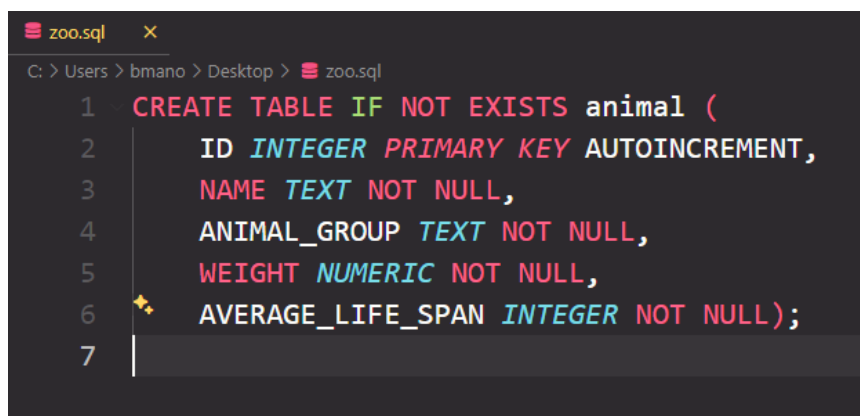 zoo.sql ×
C: > Users > bmano > Desktop > zoo.sql
1 CREATE TABLE IF NOT EXISTS animal (
2 ID INTEGER PRIMARY KEY AUTOINCREMENT,
3 NAME TEXT NOT NULL,
4 ANIMAL_GROUP TEXT NOT NULL,
5 WEIGHT NUMERIC NOT NULL,
6 AVERAGE_LIFE_SPAN INTEGER NOT NULL);
7